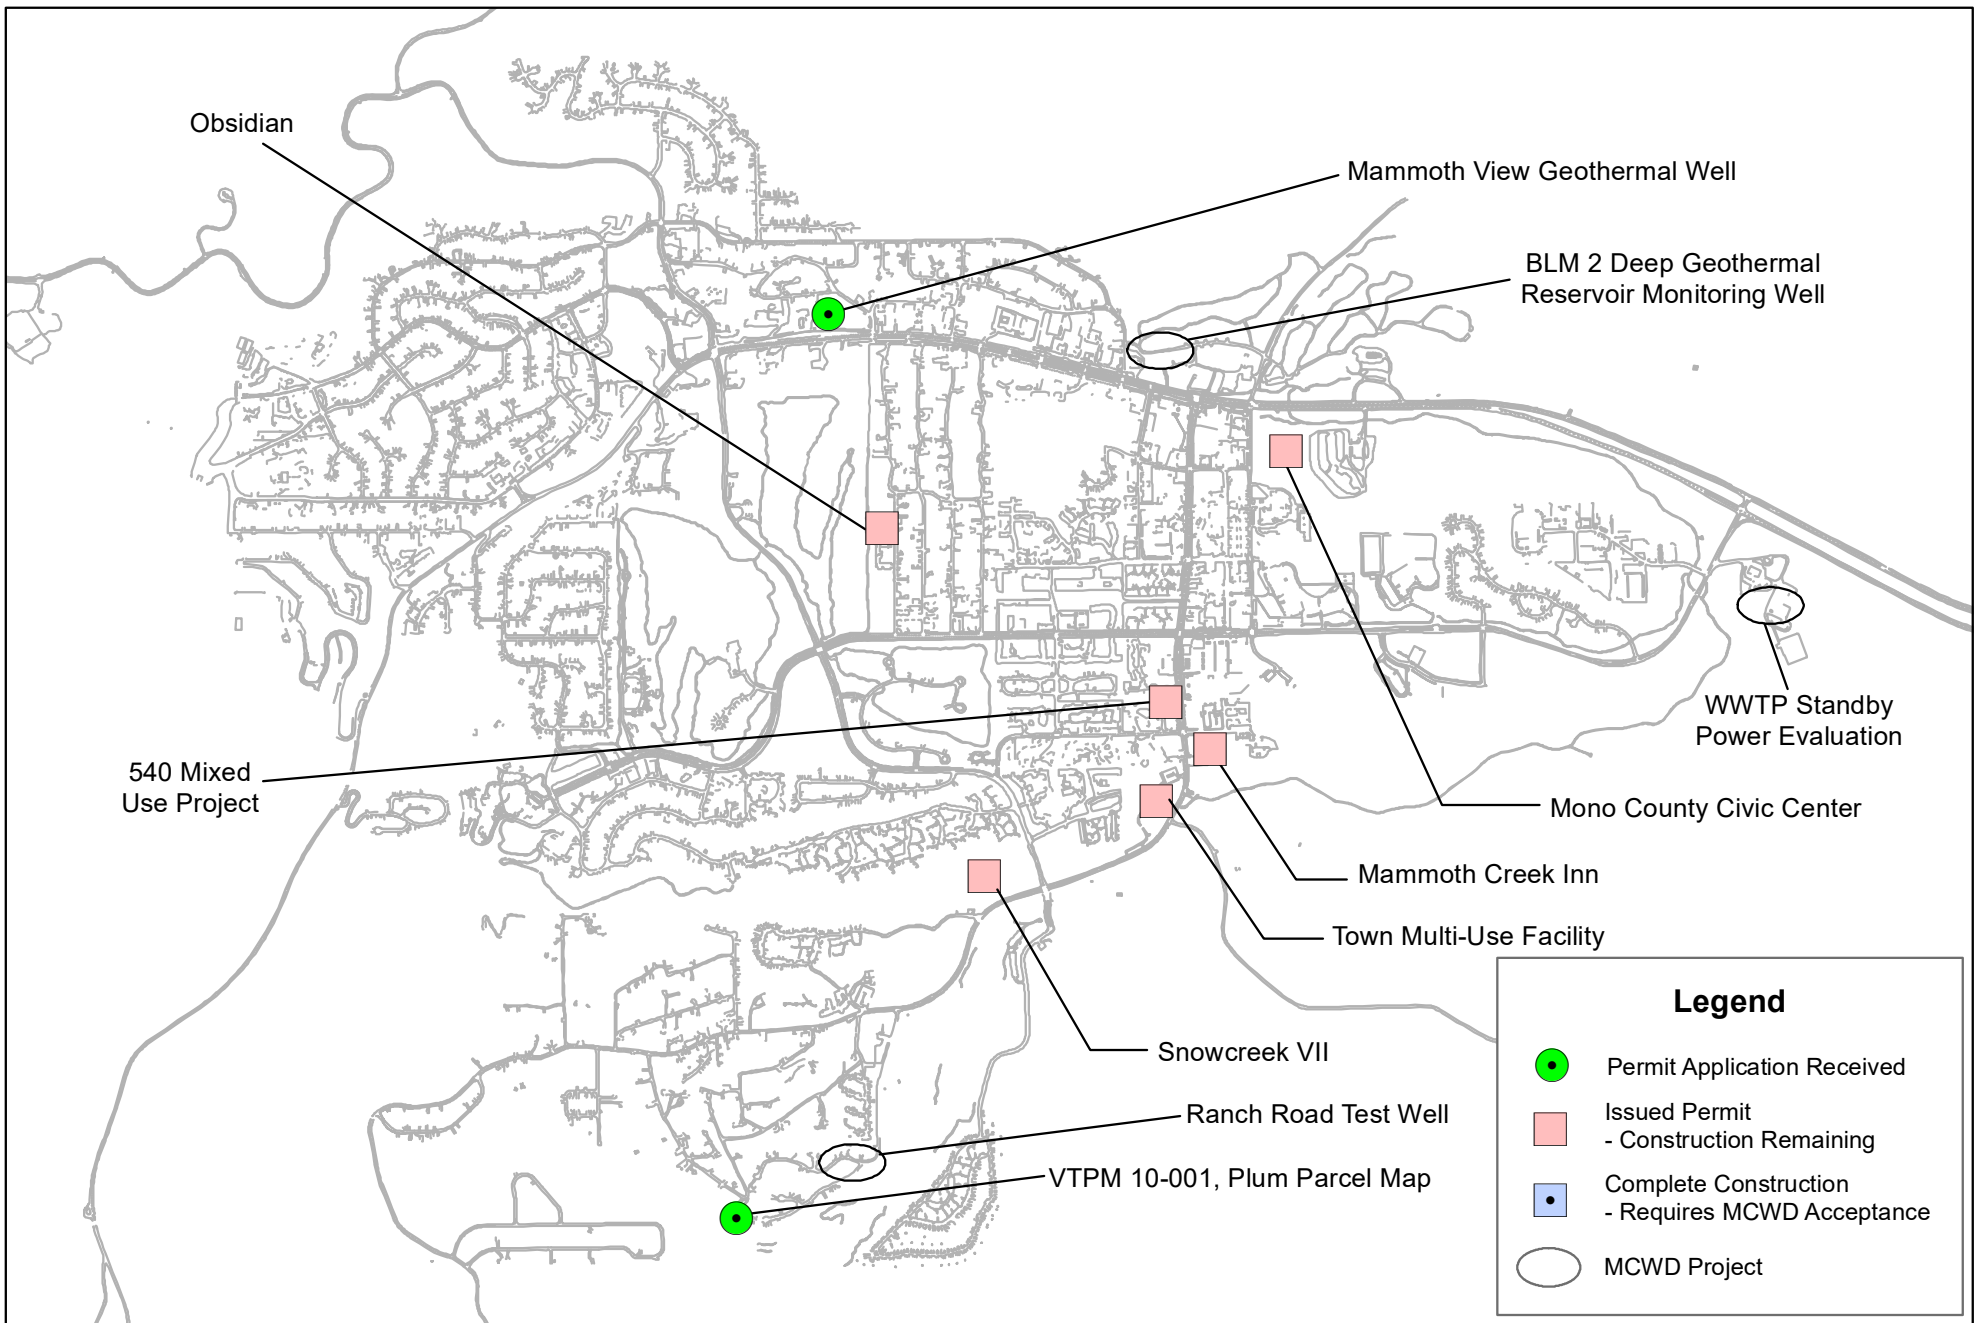 Obsidian
Mammoth View Geothermal Well
BLM 2 Deep Geothermal
Reservoir Monitoring Well
WWTP Standby
Power Evaluation
540 Mixed
Use Project
Mono County Civic Center
Mammoth Creek Inn
Town Multi-Use Facility
Snowcreek VII
Ranch Road Test Well
VTPM 10-001, Plum Parcel Map
Legend
Permit Application Received
Issued Permit
- Construction Remaining
Complete Construction
- Requires MCWD Acceptance
MCWD Project